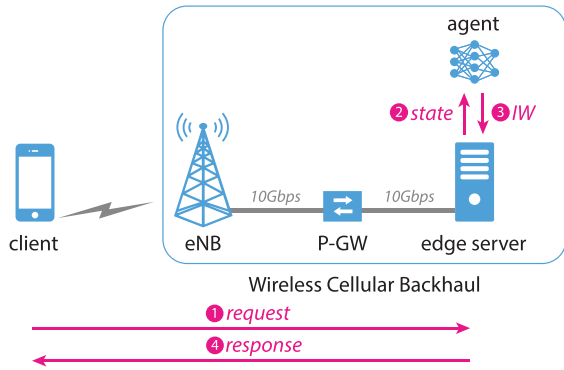 agent
2 state
3 IW
10Gbps
10Gbps
client
eNB
P-GW
edge server
Wireless Cellular Backhaul
1 request
4 response